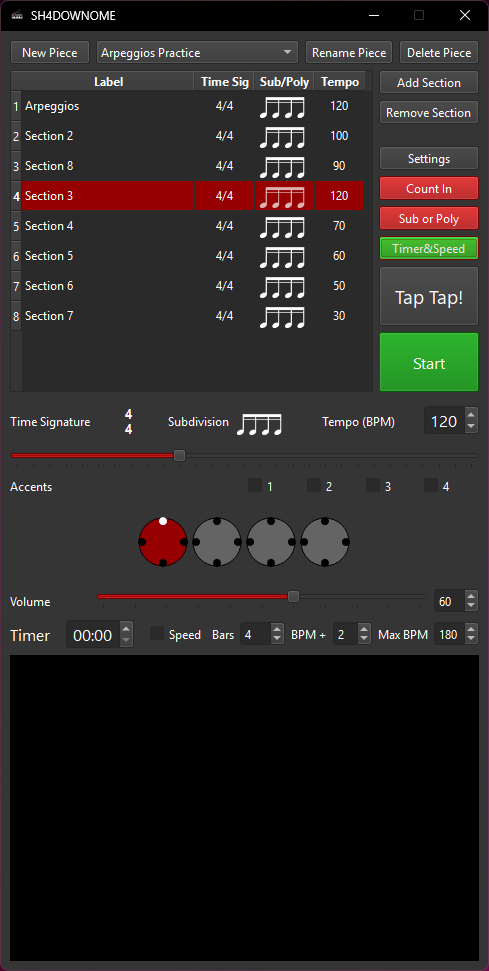 SH4DOWNOME
New Piece Arpeggios Practice Rename Piece Delete Piece
Label Time Sig Sub/Poly Tempo
1 Arpeggios 4/4 120
2 Section 2 4/4 100
3 Section 8 4/4 90
4 Section 3 4/4 120
5 Section 4 4/4 70
6 Section 5 4/4 60
7 Section 6 4/4 50
8 Section 7 4/4 30
Add Section
Remove Section
Settings
Count In
Sub or Poly
Timer&Speed
Tap Tap!
Start
Time Signature 4 4 Subdivision Tempo (BPM) 120
Accents 1 2 3 4
Volume 60
Timer 00:00 Speed Bars 4 BPM + 2 Max BPM 180